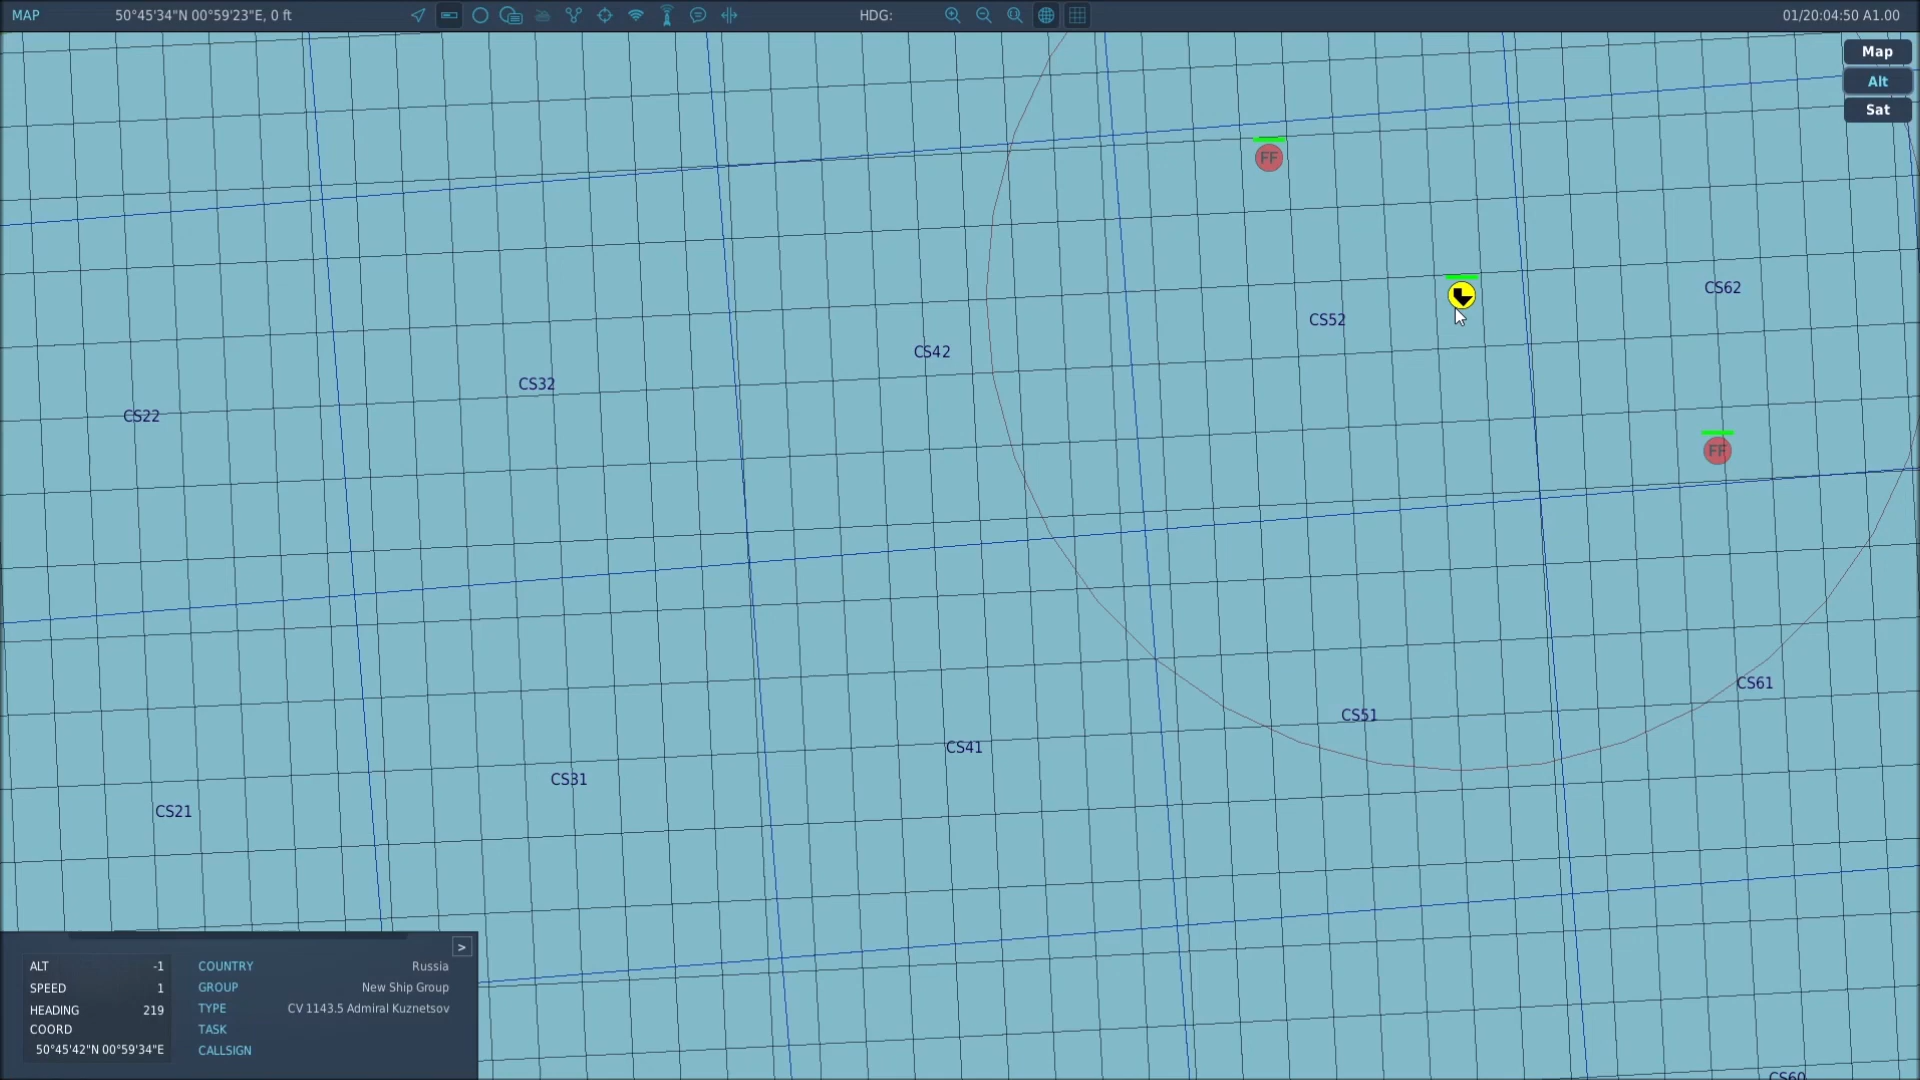 MAP 50°45'34"N 00°59'23"E, 0 ft HDG: 01/20:04:50 A1.00
Map
Alt
Sat
FF
CS62
CS52
CS42
CS32
CS22
FF
CS61
CS51
CS41
CS31
CS21
>
ALT -1 COUNTRY Russia
SPEED 1 GROUP New Ship Group
HEADING 219 TYPE CV 1143.5 Admiral Kuznetsov
COORD TASK
50°45'42"N 00°59'34"E CALLSIGN
CS60